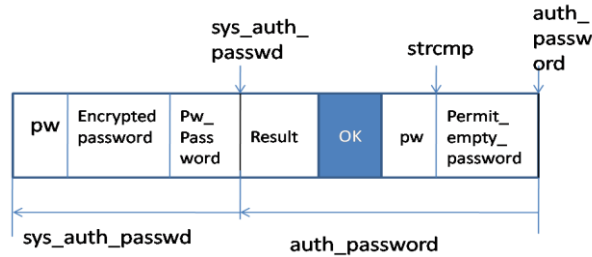 sys_auth_
passwd
strcmp
auth_
passw
ord
pw
Encrypted
password
Pw_
Pass
word
Result
OK
pw
Permit_
empty_
password
sys_auth_passwd
auth_password